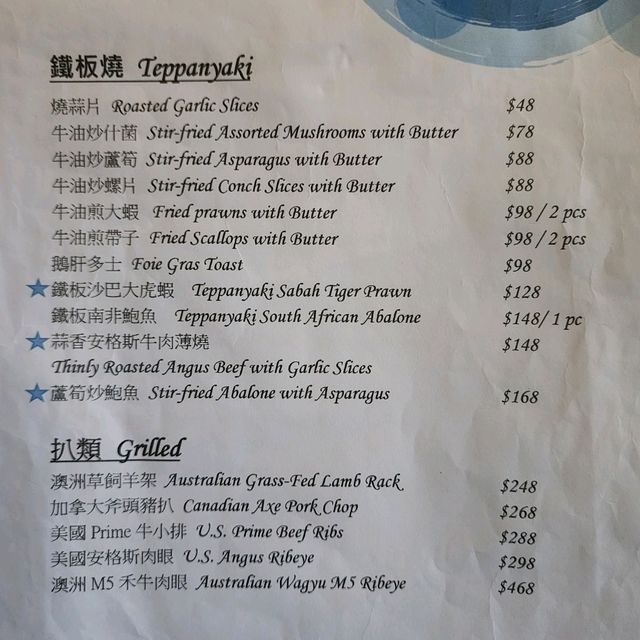 鐵板燒 Teppanyaki
燒蒜片 Roasted Garlic Slices $48
牛油炒什菌 Stir-fried Assorted Mushrooms with Butter $78
牛油炒蘆筍 Stir-fried Asparagus with Butter $88
牛油炒螺片 Stir-fried Conch Slices with Butter $88
牛油煎大蝦 Fried prawns with Butter $98 / 2 pcs
牛油煎帶子 Fried Scallops with Butter $98 / 2 pcs
鵝肝多士 Foie Gras Toast $98
鐵板沙巴大虎蝦 Teppanyaki Sabah Tiger Prawn $128
鐵板南非鮑魚 Teppanyaki South African Abalone $148/ 1 pc
蒜香安格斯牛肉薄燒 $148
Thinly Roasted Angus Beef with Garlic Slices
蘆筍炒鮑魚 Stir-fried Abalone with Asparagus $168
扒類 Grilled
澳洲草飼羊架 Australian Grass-Fed Lamb Rack $248
加拿大斧頭豬扒 Canadian Axe Pork Chop $268
美國 Prime 牛小排 U.S. Prime Beef Ribs $288
美國安格斯肉眼 U.S. Angus Ribeye $298
澳洲 M5 禾牛肉眼 Australian Wagyu M5 Ribeye $468